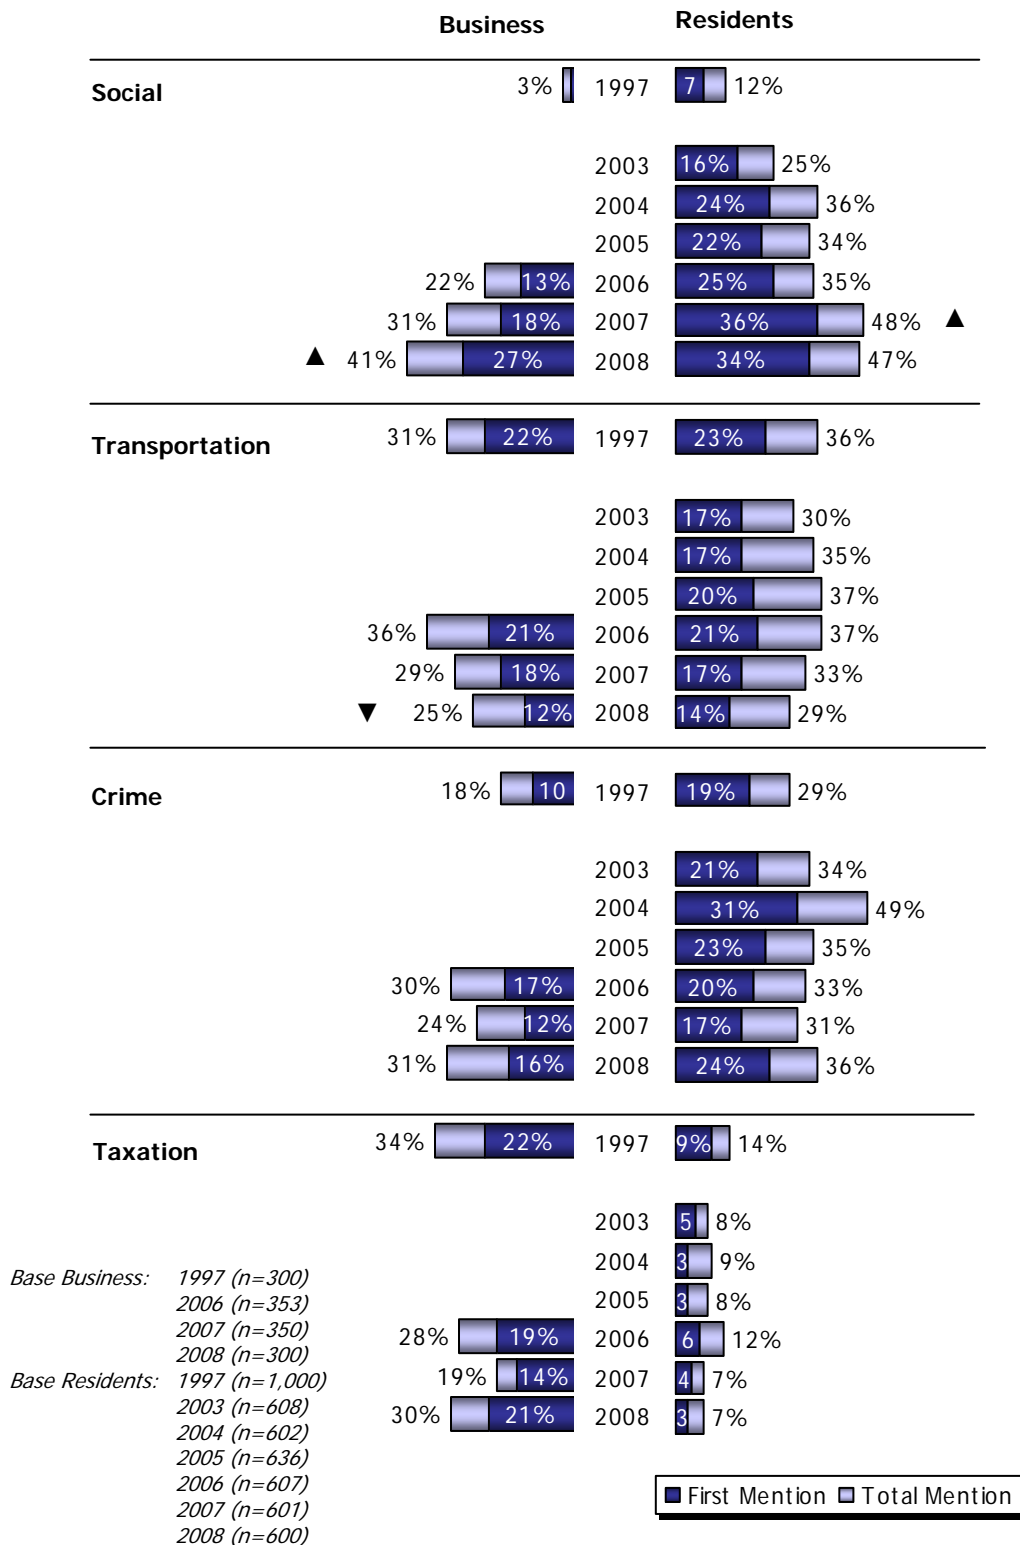 Business Residents
Social 3% 1997 7 12%
2003 16% 25%
2004 24% 36%
2005 22% 34%
22% 13% 2006 25% 35%
31% 18% 2007 36% 48% ▲
▲ 41% 27% 2008 34% 47%
Transportation 31% 22% 1997 23% 36%
2003 17% 30%
2004 17% 35%
2005 20% 37%
36% 21% 2006 21% 37%
29% 18% 2007 17% 33%
▼ 25% 12% 2008 14% 29%
Crime 18% 10 1997 19% 29%
2003 21% 34%
2004 31% 49%
2005 23% 35%
30% 17% 2006 20% 33%
24% 12% 2007 17% 31%
31% 16% 2008 24% 36%
Taxation 34% 22% 1997 9% 14%
2003 5 8%
2004 3 9%
2005 3 8%
28% 19% 2006 6 12%
19% 14% 2007 4 7%
30% 21% 2008 3 7%
Base Business: 1997 (n=300)
2006 (n=353)
2007 (n=350)
2008 (n=300)
Base Residents: 1997 (n=1,000)
2003 (n=608)
2004 (n=602)
2005 (n=636)
2006 (n=607)
2007 (n=601)
2008 (n=600)
First Mention Total Mention